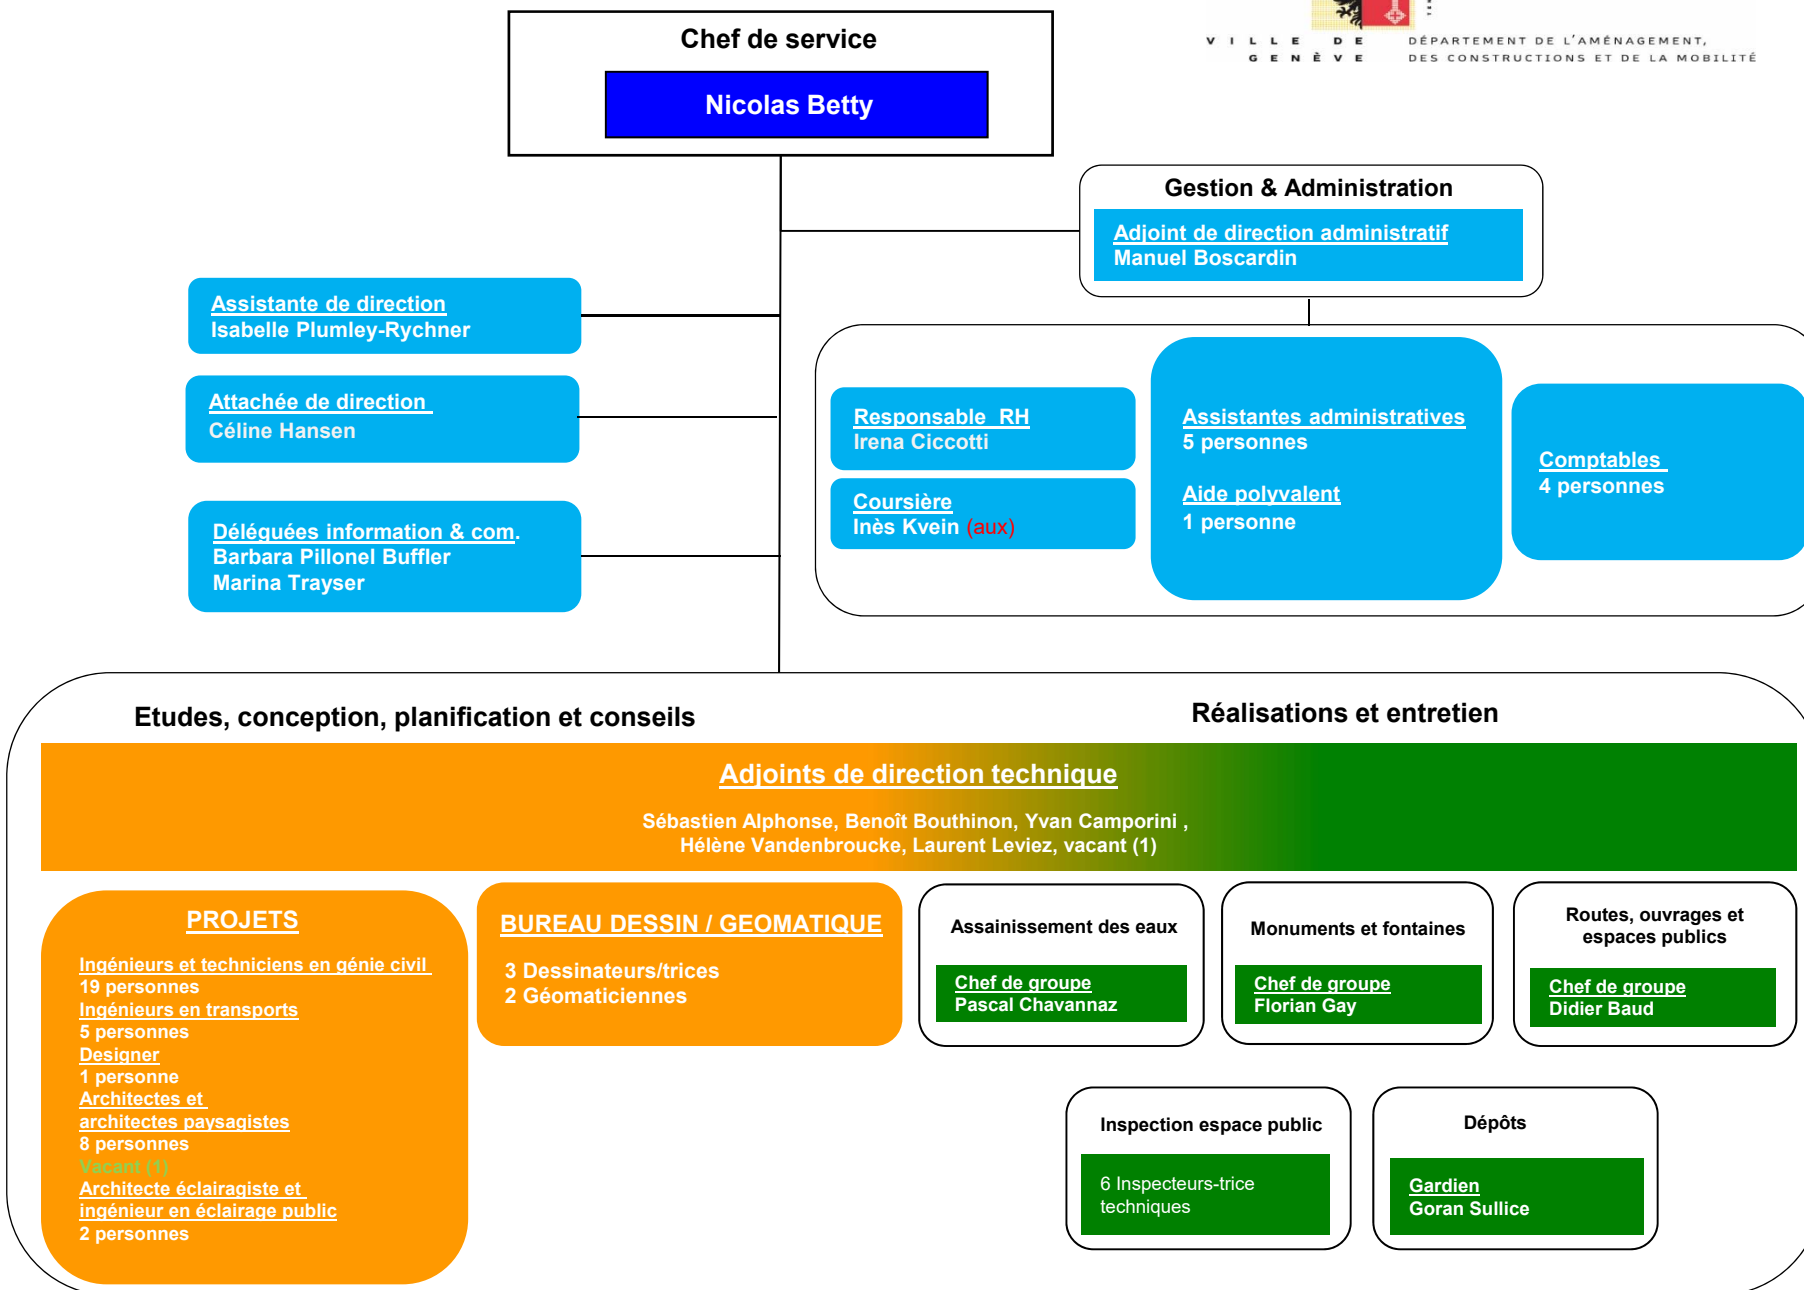 Chef de service
Nicolas Betty
VILLE DE
GENÈVE
DÉPARTEMENT DE L'AMÉNAGEMENT,
DES CONSTRUCTIONS ET DE LA MOBILITÉ
Gestion & Administration
Adjoint de direction administratif
Manuel Boscardin
Assistante de direction
Isabelle Plumley-Rychner
Attachée de direction
Céline Hansen
Déléguées information & com.
Barbara Pillonel Buffler
Marina Trayser
Responsable RH
Irena Ciccotti
Coursière
Inès Kvein (aux)
Assistantes administratives
5 personnes
Aide polyvalent
1 personne
Comptables
4 personnes
Etudes, conception, planification et conseils
Réalisations et entretien
Adjoints de direction technique
Sébastien Alphonse, Benoît Bouthinon, Yvan Camporini ,
Hélène Vandenbroucke, Laurent Leviez, vacant (1)
PROJETS
Ingénieurs et techniciens en génie civil
19 personnes
Ingénieurs en transports
5 personnes
Designer
1 personne
Architectes et
architectes paysagistes
8 personnes
Vacant (1)
Architecte éclairagiste et
ingénieur en éclairage public
2 personnes
BUREAU DESSIN / GEOMATIQUE
3 Dessinateurs/trices
2 Géomaticiennes
Assainissement des eaux
Chef de groupe
Pascal Chavannaz
Monuments et fontaines
Chef de groupe
Florian Gay
Routes, ouvrages et
espaces publics
Chef de groupe
Didier Baud
Inspection espace public
6 Inspecteurs-trice
techniques
Dépôts
Gardien
Goran Sullice